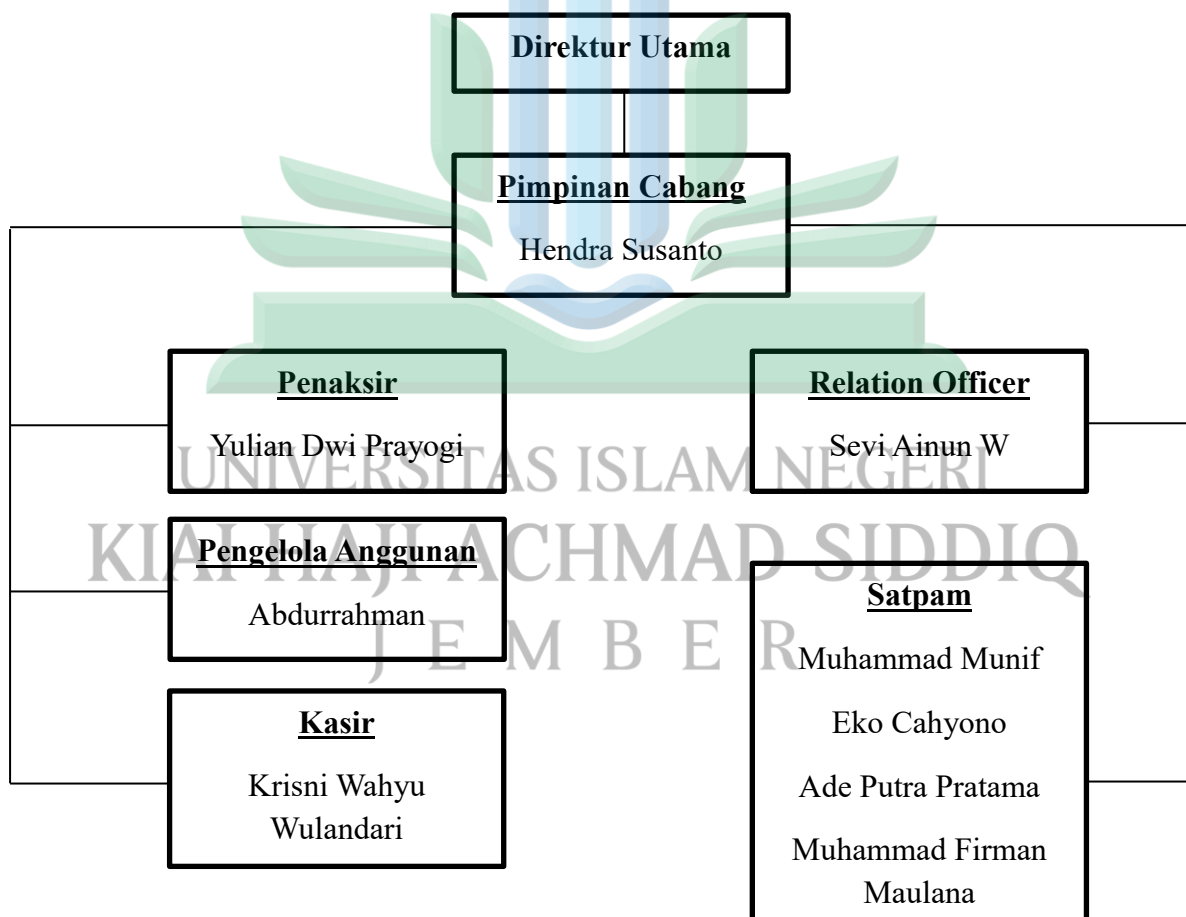 Direktur Utama
Pimpinan Cabang
Hendra Susanto
Penaksir
Yulian Dwi Prayogi
Relation Officer
Sevi Ainun W
UNIVERSITAS ISLAM NEGERI
KIAI HAJI ACHMAD SIDDIQ
JEMBER
Pengelola Anggunan
Abdurrahman
Kasir
Krisni Wahyu
Wulandari
Satpam
Muhammad Munif
Eko Cahyono
Ade Putra Pratama
Muhammad Firman
Maulana